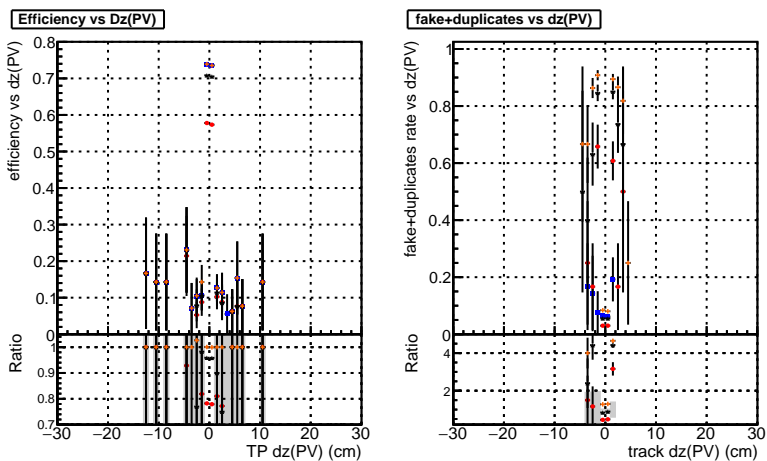 Efficiency vs Dz(PV)
efficiency vs dz(PV)
0.8
0.7
0.6
0.5
0.4
0.3
0.2
0.1
0
Ratio
1
0.9
0.8
0.7
−30 −20 −10 0 10 20 30
TP dz(PV) (cm)
fake+duplicates vs dz(PV)
fake+duplicates rate vs dz(PV)
1
0.8
0.6
0.4
0.2
0
Ratio
4
2
−30 −20 −10 0 10 20 30
track dz(PV) (cm)